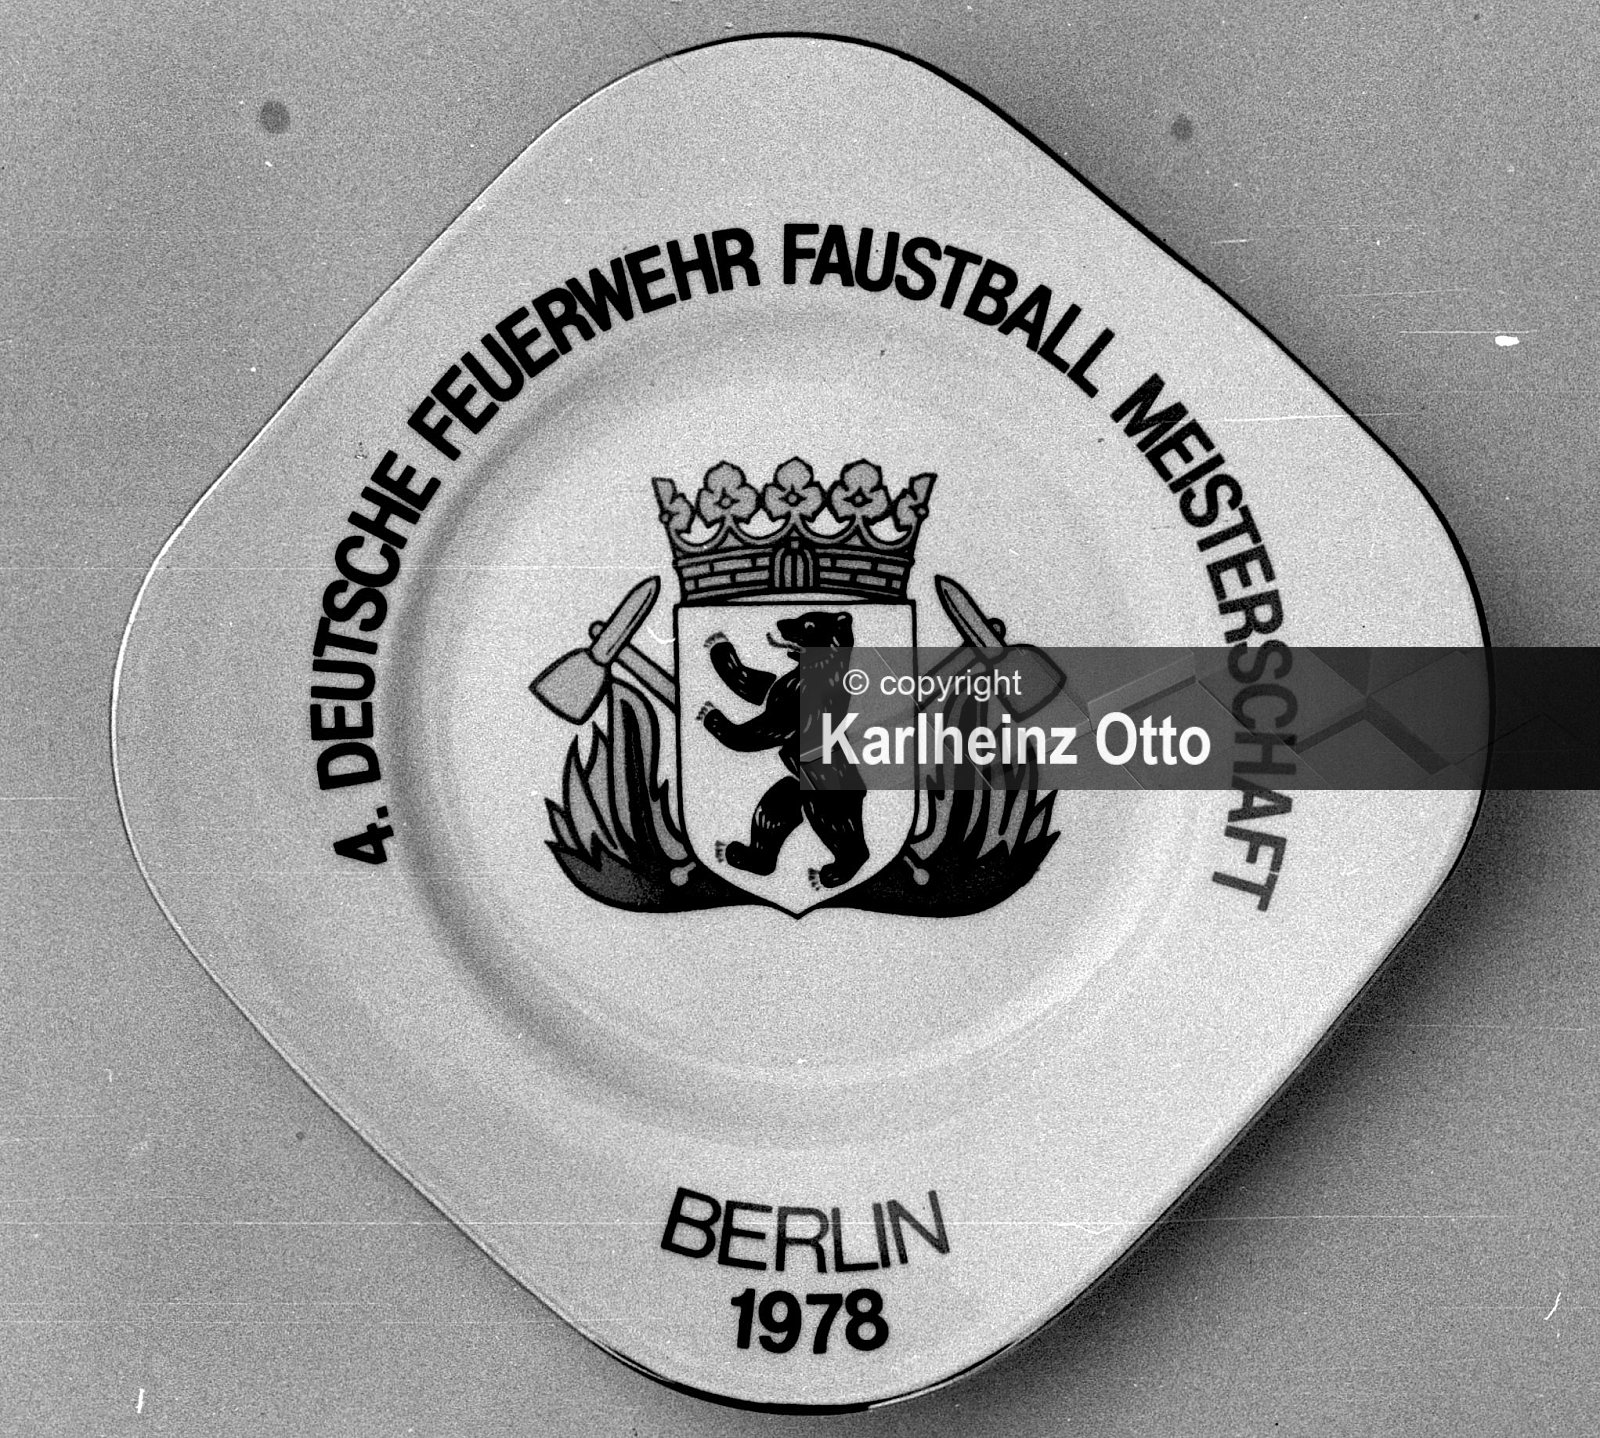 4. DEUTSCHE FEUERWEHR FAUSTBALL MEISTERSCHAFT
© copyright
Karlheinz Otto
BERLIN
1978